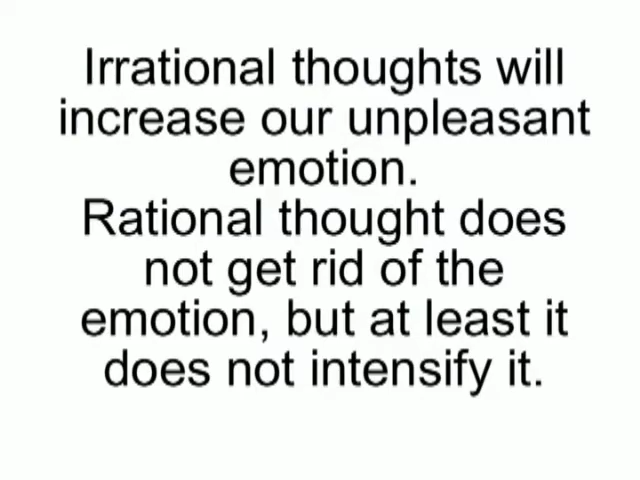 Irrational thoughts will
increase our unpleasant
emotion.
Rational thought does
not get rid of the
emotion, but at least it
does not intensify it.